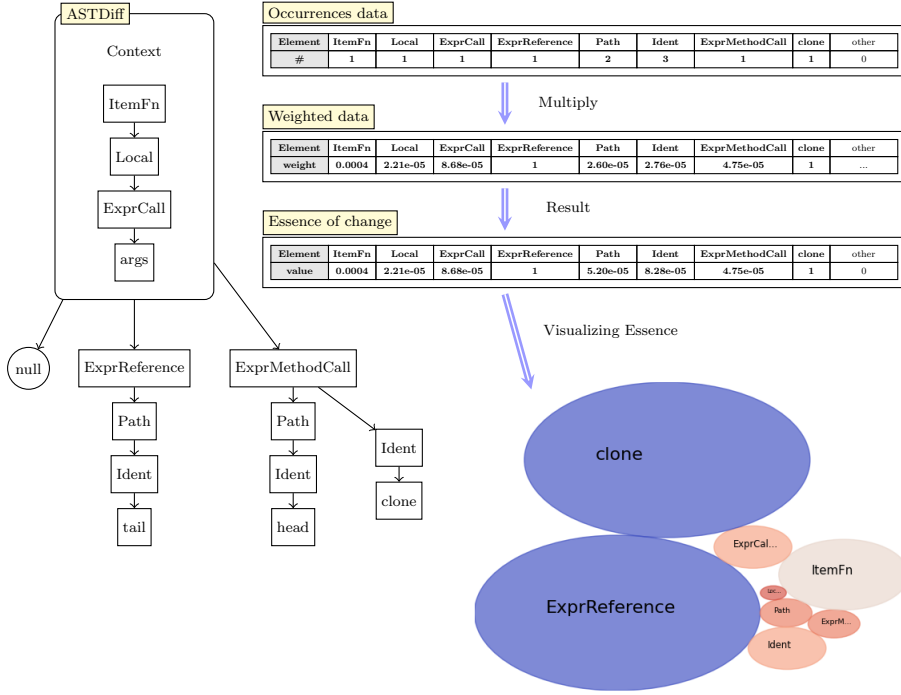 ASTDiff
Context
ItemFn
Local
ExprCall
args
null
ExprReference
Path
Ident
tail
ExprMethodCall
Path
Ident
head
Ident
clone
Occurrences data
Element ItemFn Local ExprCall ExprReference Path Ident ExprMethodCall clone other
# 1 1 1 1 2 3 1 1 0
Multiply
Weighted data
Element ItemFn Local ExprCall ExprReference Path Ident ExprMethodCall clone other
weight 0.0004 2.21e-05 8.68e-05 1 2.60e-05 2.76e-05 4.75e-05 1 ...
Result
Essence of change
Element ItemFn Local ExprCall ExprReference Path Ident ExprMethodCall clone other
value 0.0004 2.21e-05 8.68e-05 1 5.20e-05 8.28e-05 4.75e-05 1 0
Visualizing Essence
clone
ExprCal...
ItemFn
ExprReference
Path
ExprM...
Ident